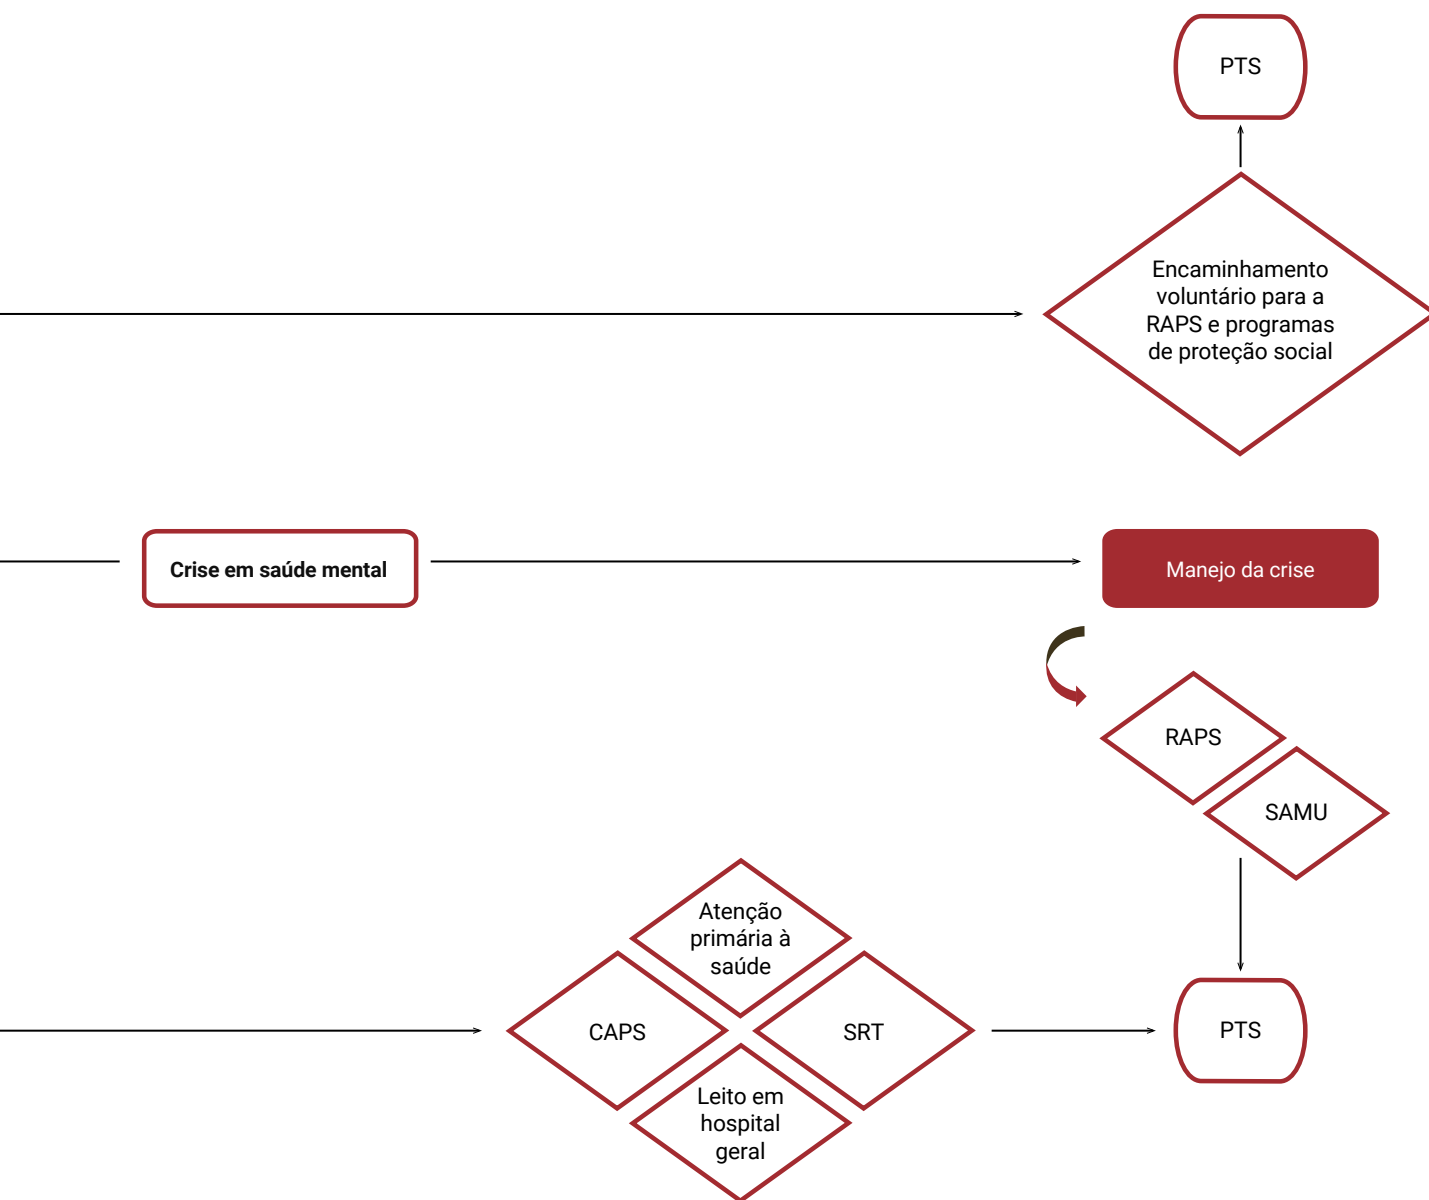 PTS
Encaminhamento
voluntário para a
RAPS e programas
de proteção social
Crise em saúde mental
Manejo da crise
RAPS
SAMU
Atenção
primária à
saúde
CAPS
SRT
PTS
Leito em
hospital
geral